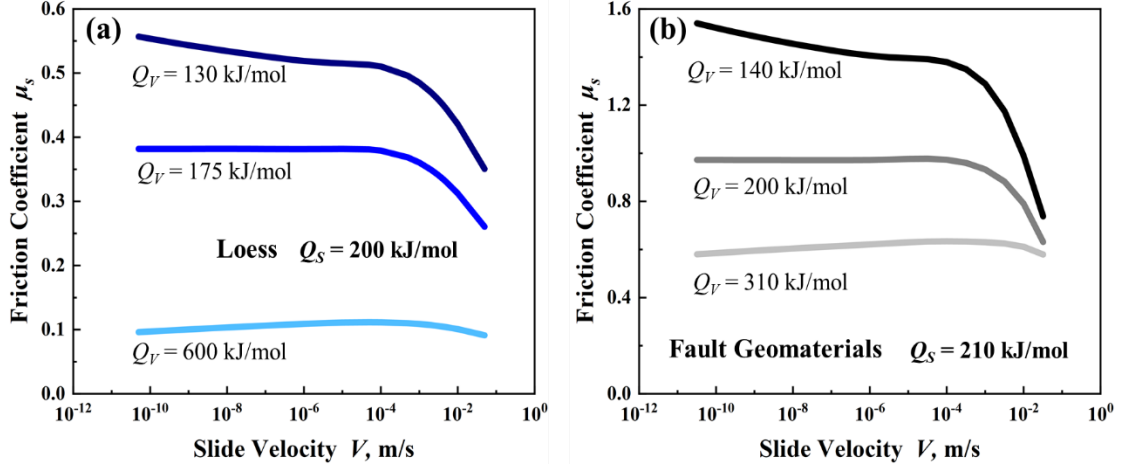 (a)
Friction Coefficient μs
0.6
0.5
0.4
0.3
0.2
0.1
0.0
QV = 130 kJ/mol
QV = 175 kJ/mol
Loess QS = 200 kJ/mol
QV = 600 kJ/mol
10-12 10-10 10-8 10-6 10-4 10-2 100
Slide Velocity V, m/s
(b)
Friction Coefficient μs
1.6
1.2
0.8
0.4
0.0
QV = 140 kJ/mol
QV = 200 kJ/mol
QV = 310 kJ/mol
Fault Geomaterials QS = 210 kJ/mol
10-12 10-10 10-8 10-6 10-4 10-2 100
Slide Velocity V, m/s